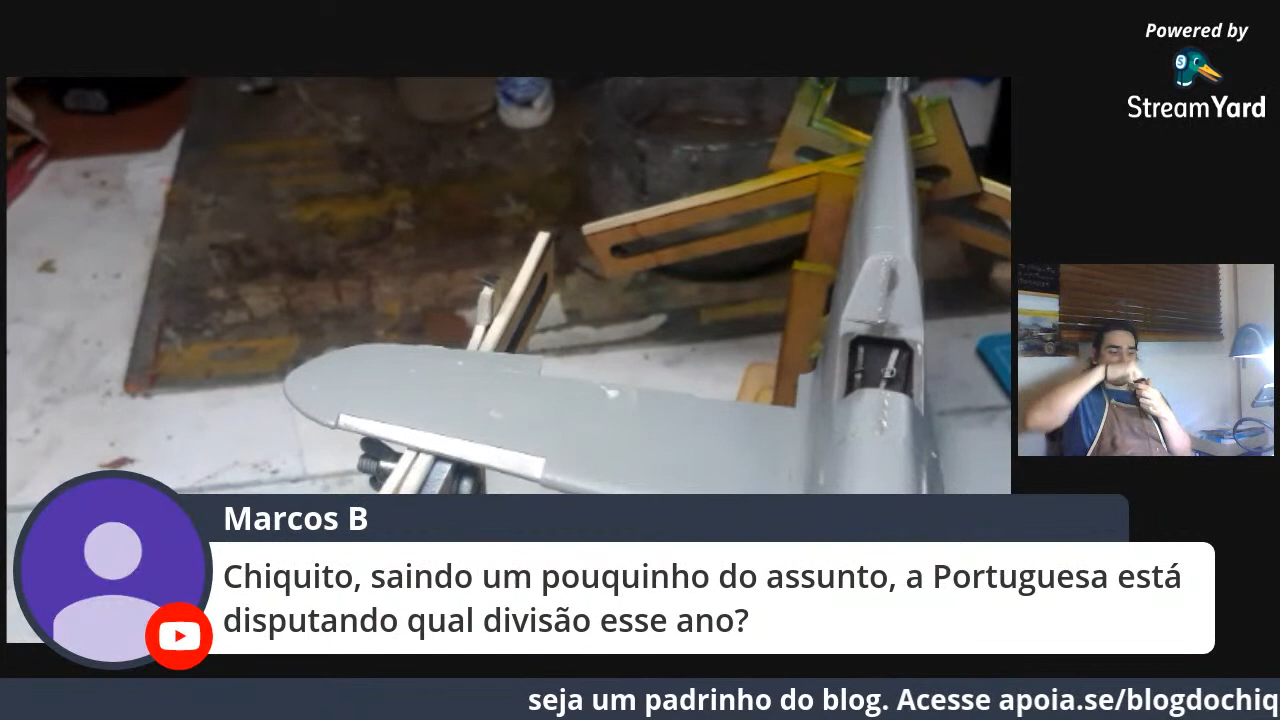 Powered by
StreamYard
Marcos B
Chiquito, saindo um pouquinho do assunto, a Portuguesa está
disputando qual divisão esse ano?
seja um padrinho do blog. Acesse apoia.se/blogdochiq